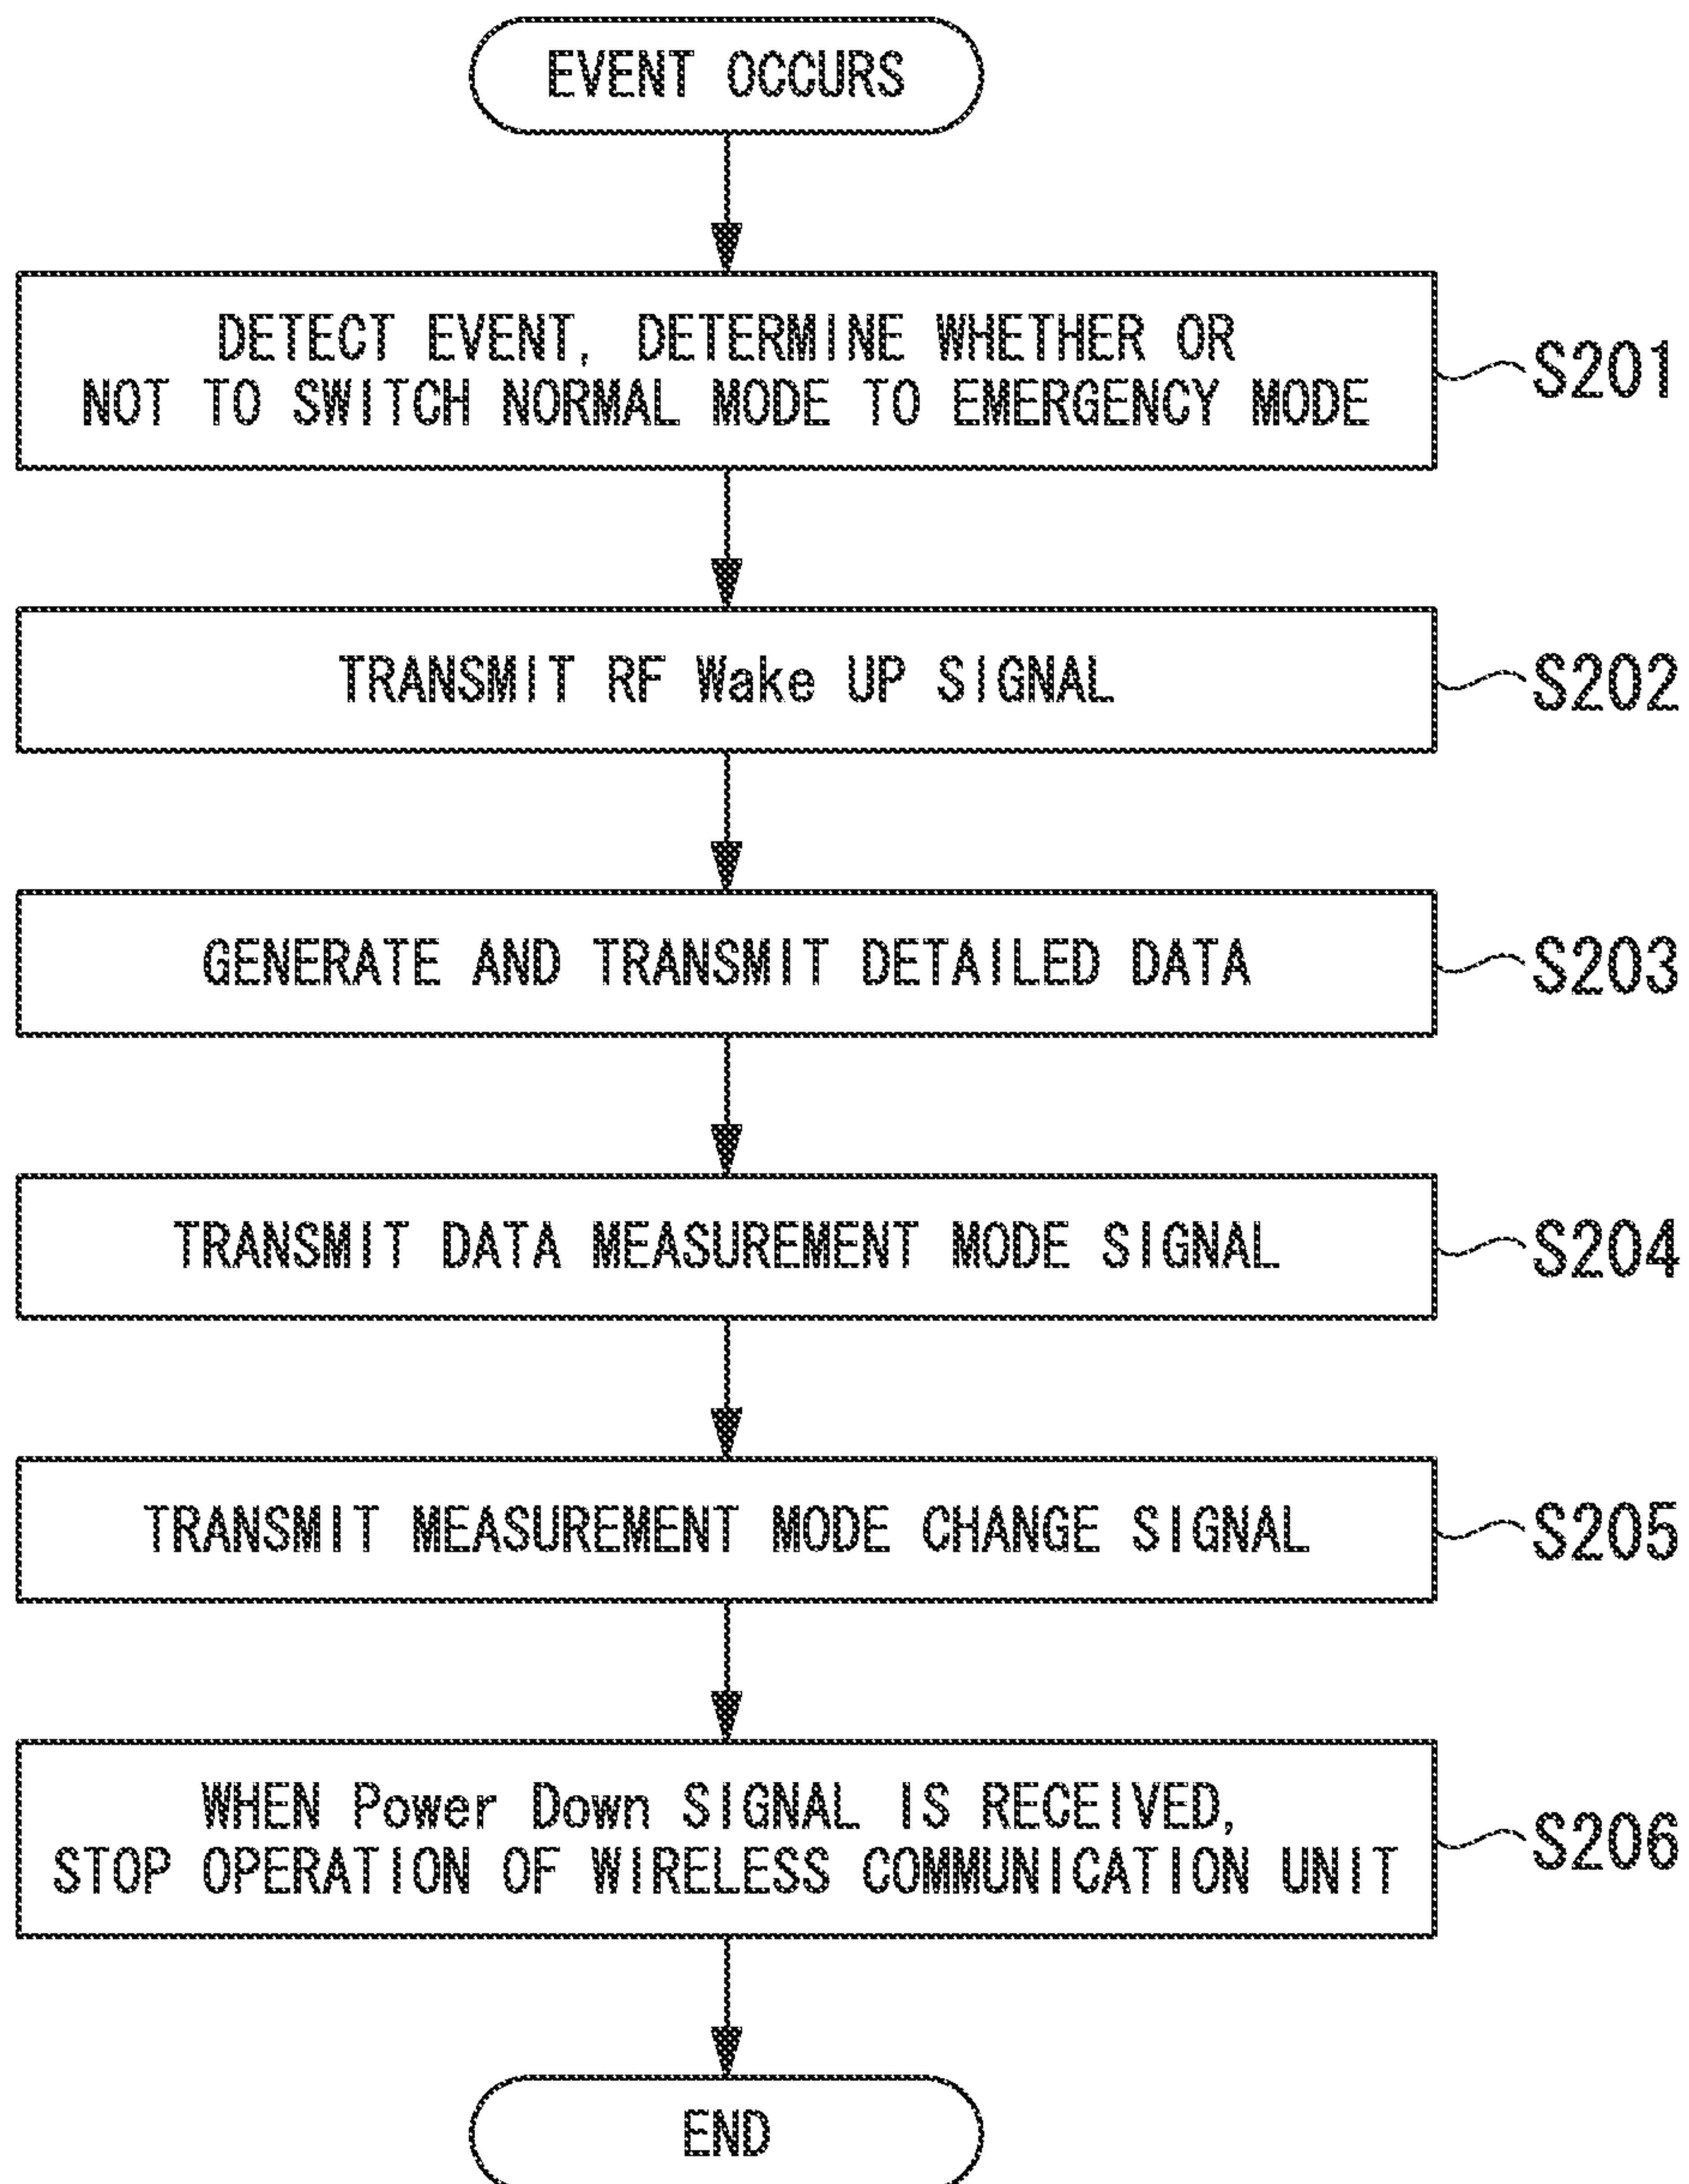 EVENT OCCURS
DETECT EVENT, DETERMINE WHETHER OR
NOT TO SWITCH NORMAL MODE TO EMERGENCY MODE
S201
TRANSMIT RF Wake UP SIGNAL
S202
GENERATE AND TRANSMIT DETAILED DATA
S203
TRANSMIT DATA MEASUREMENT MODE SIGNAL
S204
TRANSMIT MEASUREMENT MODE CHANGE SIGNAL
S205
WHEN Power Down SIGNAL IS RECEIVED,
STOP OPERATION OF WIRELESS COMMUNICATION UNIT
S206
END